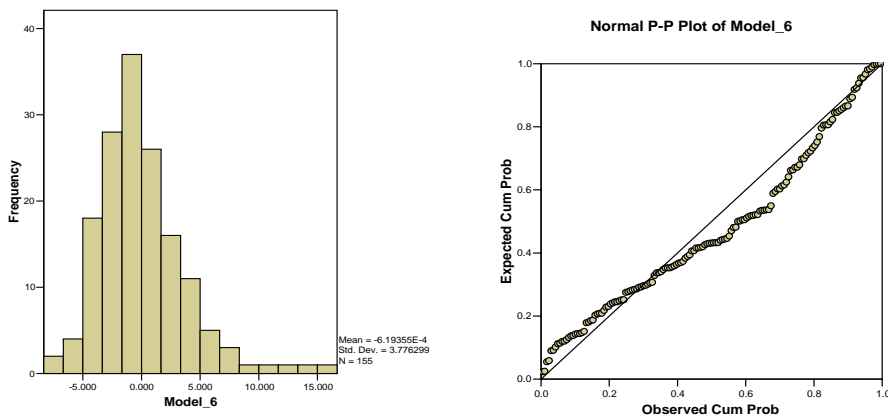 40
30
20
10
0
Frequency
-5.000
0.000
5.000
10.000
15.000
Model_6
Mean = -6.19355E-4
Std. Dev. = 3.776299
N = 155
Normal P-P Plot of Model_6
1.0
0.8
0.6
0.4
0.2
0.0
Expected Cum Prob
0.0
0.2
0.4
0.6
0.8
1.0
Observed Cum Prob